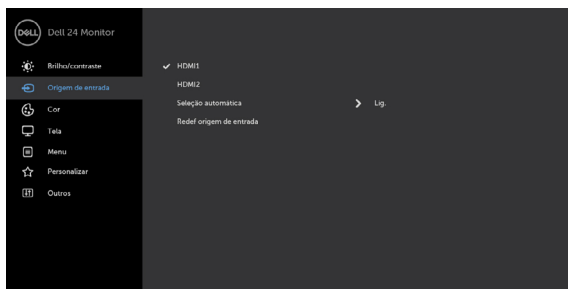 DELL Dell 24 Monitor
Brilho/contraste
Origem de entrada
Cor
Tela
Menu
Personalizar
Outros
HDMI1
HDMI2
Seleção automática Lig.
Redef origem de entrada